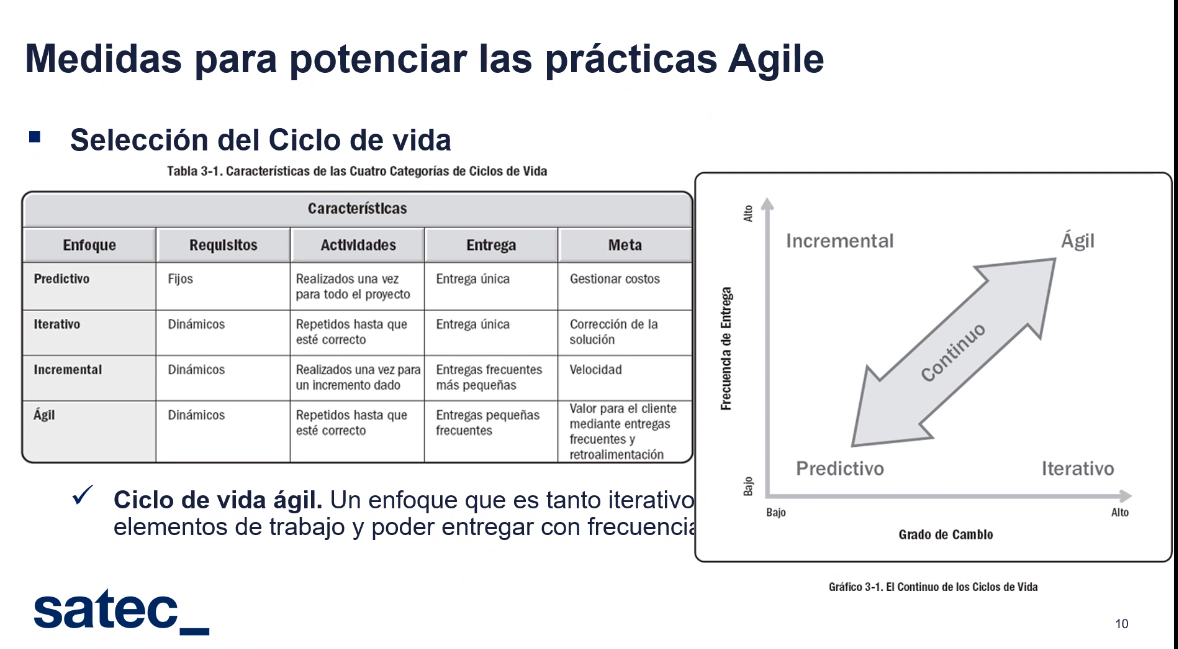 Medidas para potenciar las prácticas Agile
Selección del Ciclo de vida
Tabla 3-1. Características de las Cuatro Categorías de Ciclos de Vida
Características
Enfoque Requisitos Actividades Entrega Meta
Predictivo Fijos Realizados una vez para todo el proyecto Entrega única Gestionar costos
Iterativo Dinámicos Repetidos hasta que esté correcto Entrega única Corrección de la solución
Incremental Dinámicos Realizados una vez para un incremento dado Entregas frecuentes más pequeñas Velocidad
Ágil Dinámicos Repetidos hasta que esté correcto Entregas pequeñas frecuentes Valor para el cliente mediante entregas frecuentes y retroalimentación
Ciclo de vida ágil. Un enfoque que es tanto iterativo
elementos de trabajo y poder entregar con frecuencia
Alto
Incremental
Ágil
Frecuencia de Entrega
Continuo
Predictivo
Iterativo
Bajo
Bajo
Alto
Grado de Cambio
Gráfico 3-1. El Continuo de los Ciclos de Vida
satec_
10